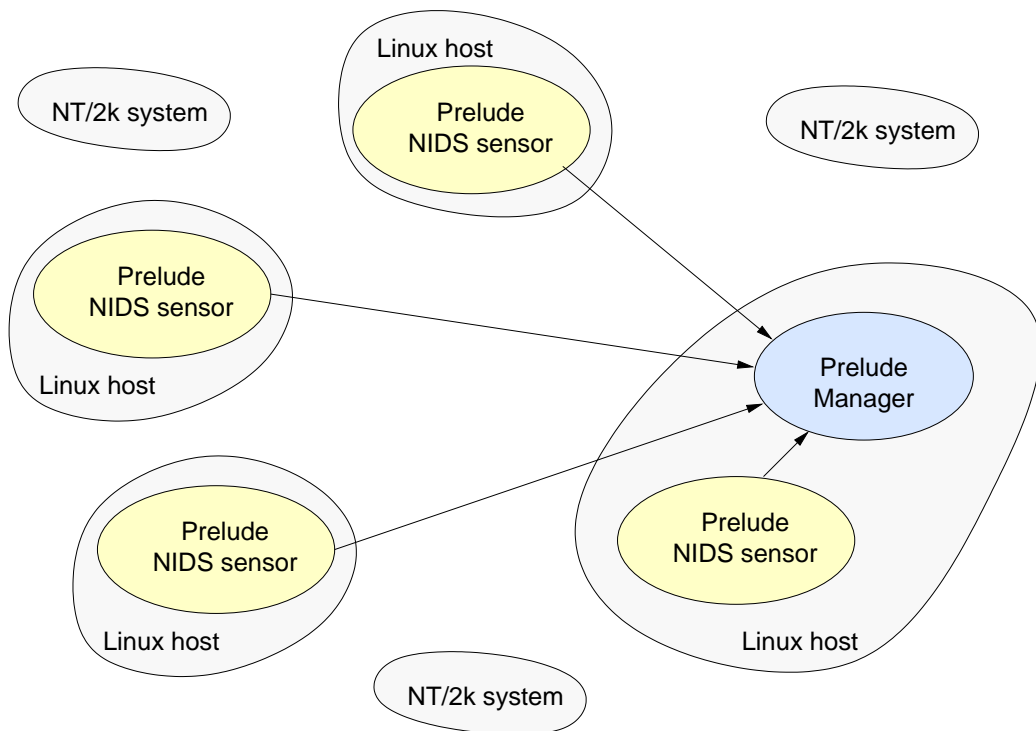 Linux host
Prelude
NIDS sensor
NT/2k system
NT/2k system
Prelude
NIDS sensor
Linux host
Prelude
Manager
Prelude
NIDS sensor
Linux host
Prelude
NIDS sensor
Linux host
NT/2k system